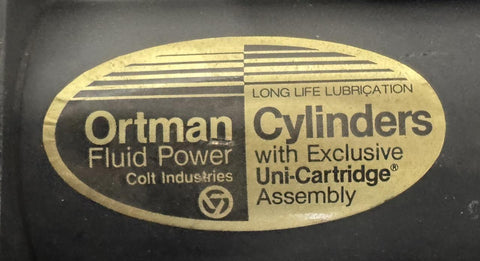 Ortman
Fluid Power
Colt Industries
LONG LIFE LUBRICATION
Cylinders
with Exclusive
Uni-Cartridge®
Assembly